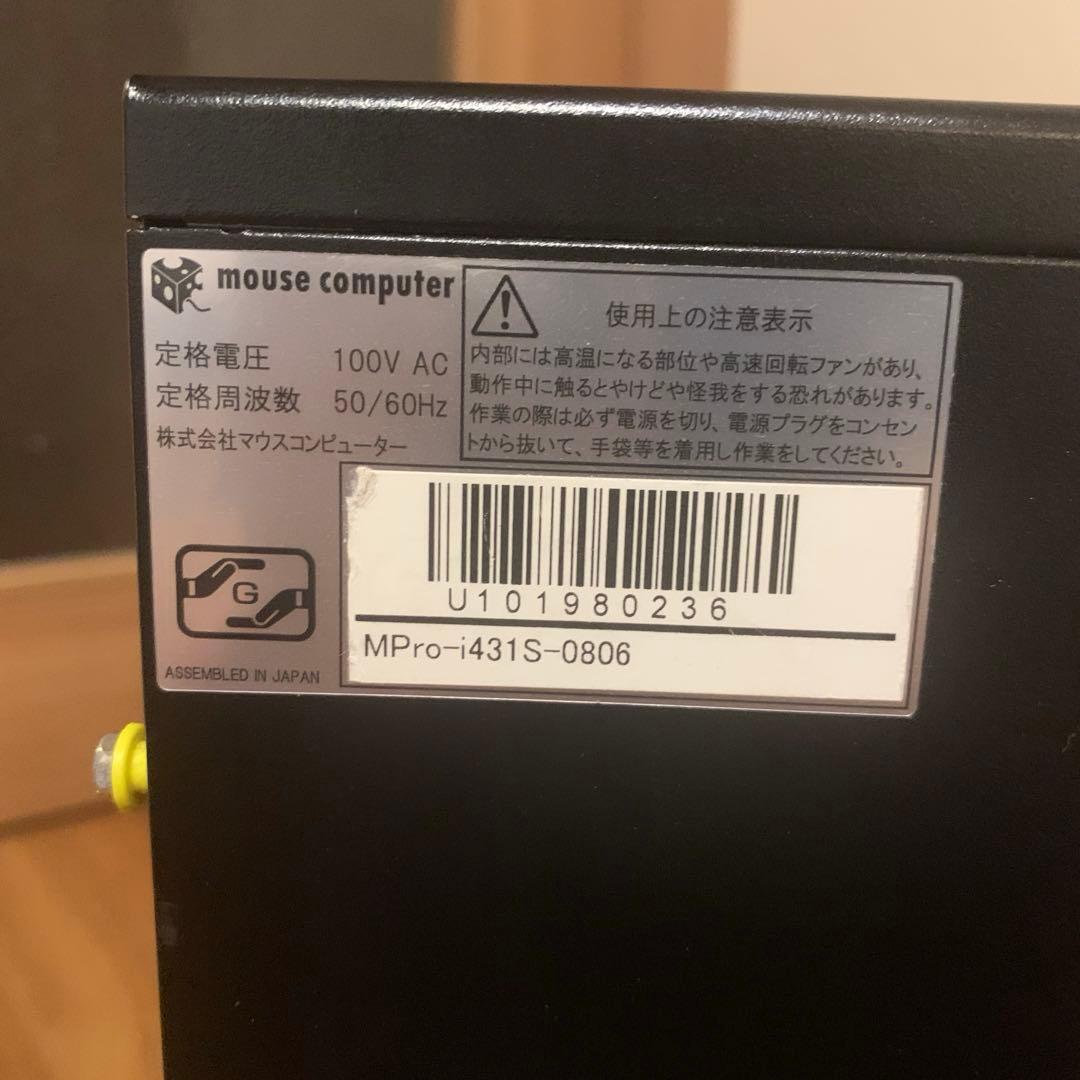 mouse computer
定格電圧 100V AC
定格周波数 50/60Hz
株式会社マウスコンピューター
使用上の注意表示
内部には高温になる部位や高速回転ファンがあり、
動作中に触るとやけどや怪我をする恐れがあります。
作業の際は必ず電源を切り、電源プラグをコンセン
トから抜いて、手袋等を着用し作業をしてください。
G
ASSEMBLED IN JAPAN
U101980236
MPro-i431S-0806